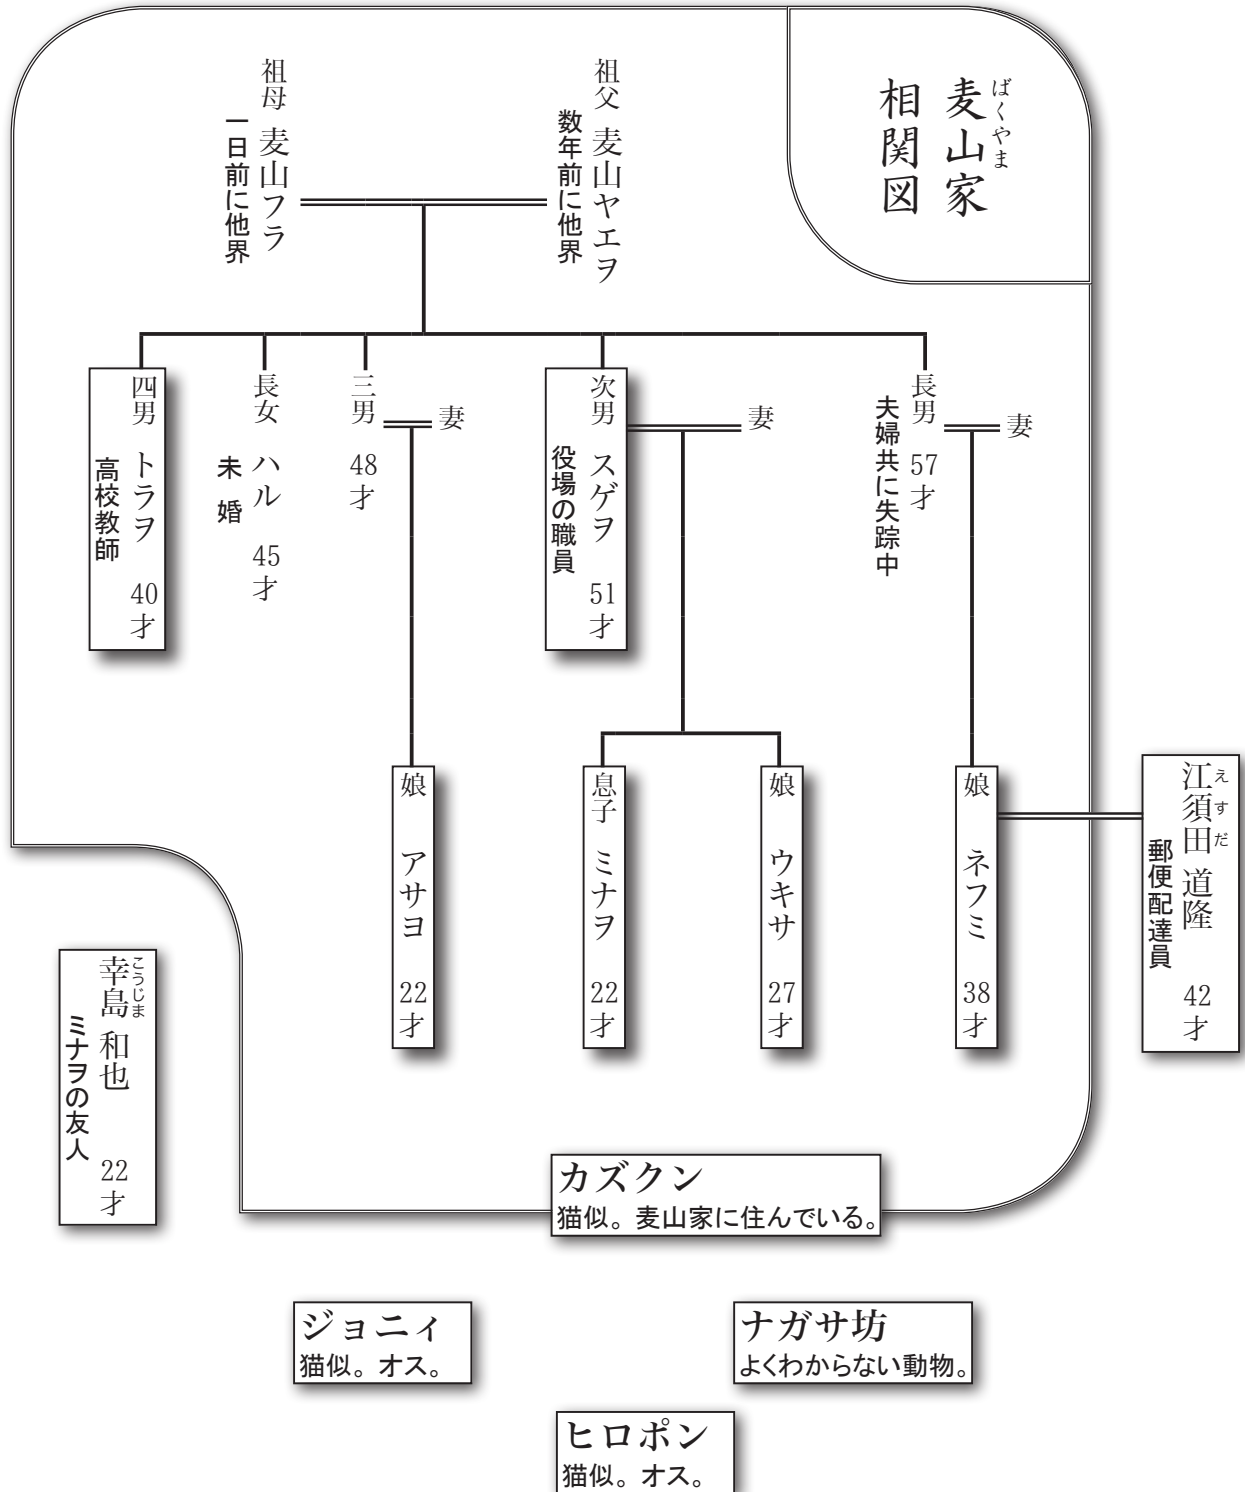 麦山家
ばくやま
相関図
祖父 麦山ヤエヲ
数年前に他界
祖母 麦山フラ
一日前に他界
妻
長男 57才
夫婦共に失踪中
妻
次男 スゲヲ 51才
役場の職員
妻
三男 48才
長女 ハル 45才
未婚
四男 トラヲ 40才
高校教師
江須田 道隆 42才
えすだ
郵便配達員
娘 ネフミ 38才
娘 ウキサ 27才
息子 ミナヲ 22才
娘 アサヨ 22才
幸島 和也 22才
こうじま
ミナヲの友人
カズクン
猫似。麦山家に住んでいる。
ジョニィ
猫似。オス。
ナガサ坊
よくわからない動物。
ヒロポン
猫似。オス。